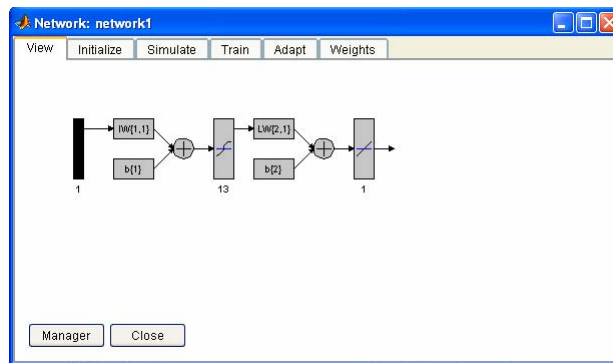 Network: network1
View Initialize Simulate Train Adapt Weights
IW{1,1} LW{2,1}
b{1} b{2}
1 13 1
Manager Close